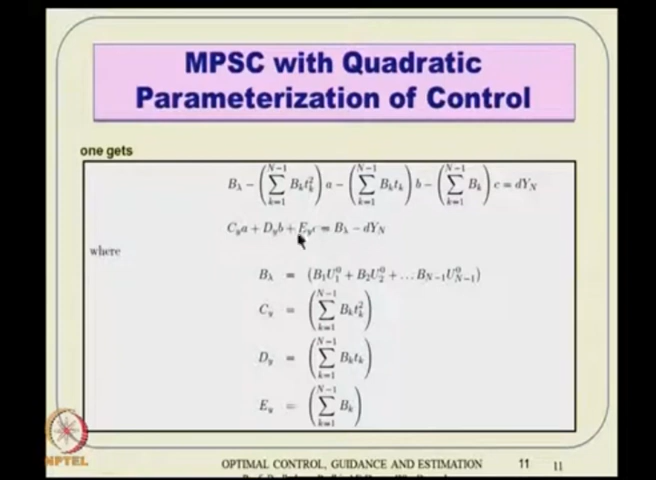 MPSC with Quadratic
Parameterization of Control
one gets
B_λ − (∑_{k=1}^{N−1} B_k t_k^2) a − (∑_{k=1}^{N−1} B_k t_k) b − (∑_{k=1}^{N−1} B_k) c = dY_N
C_y a + D_y b + E_y c = B_λ − dY_N
where
B_λ = (B_1 U_1^0 + B_2 U_2^0 + ... B_{N−1} U_{N−1}^0)
C_y = (∑_{k=1}^{N−1} B_k t_k^2)
D_y = (∑_{k=1}^{N−1} B_k t_k)
E_y = (∑_{k=1}^{N−1} B_k)
NPTEL
OPTIMAL CONTROL, GUIDANCE AND ESTIMATION 11 11